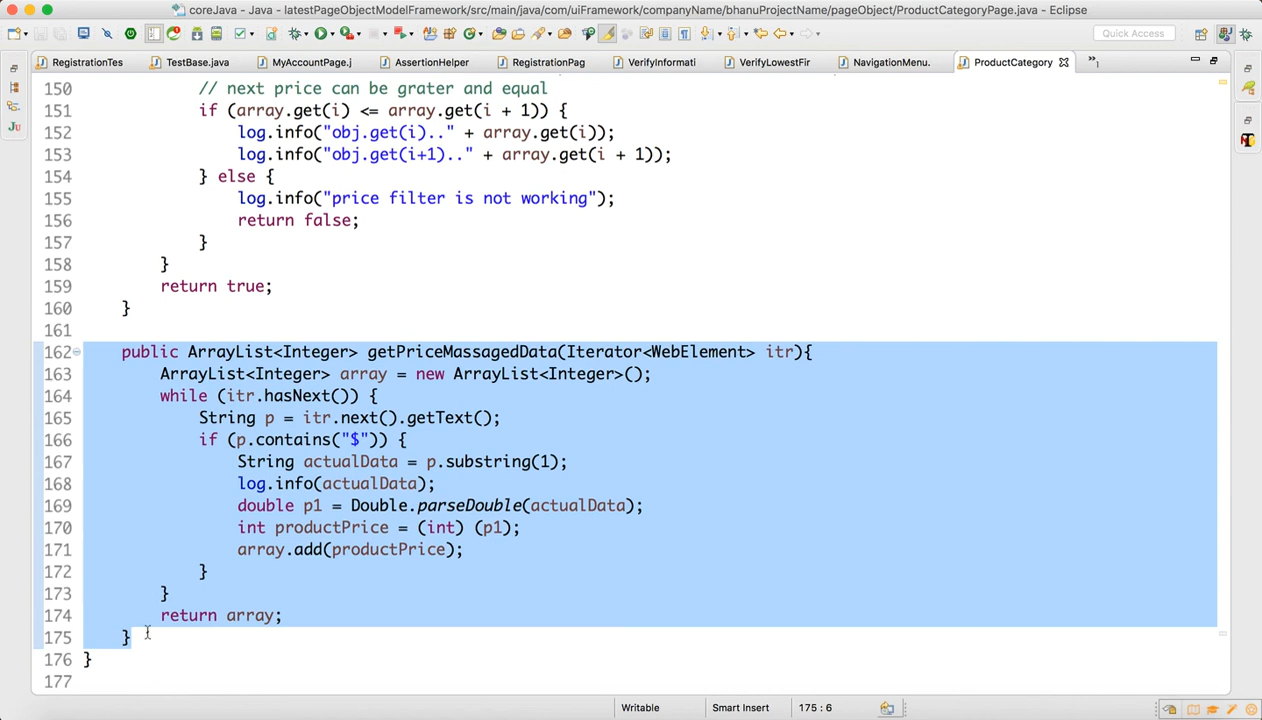 coreJava - Java - latestPageObjectModelFramework/src/main/java/com/uiFramework/companyName/bhanuProjectName/pageObject/ProductCategoryPage.java - Eclipse
Quick Access
RegistrationTes TestBase.java MyAccountPage.j AssertionHelper RegistrationPag VerifyInformati VerifyLowestFir NavigationMenu. ProductCategory »1
150 // next price can be grater and equal
151 if (array.get(i) <= array.get(i + 1)) {
152 log.info("obj.get(i).." + array.get(i));
153 log.info("obj.get(i+1).." + array.get(i + 1));
154 } else {
155 log.info("price filter is not working");
156 return false;
157 }
158 }
159 return true;
160 }
161
162 public ArrayList<Integer> getPriceMassagedData(Iterator<WebElement> itr){
163 ArrayList<Integer> array = new ArrayList<Integer>();
164 while (itr.hasNext()) {
165 String p = itr.next().getText();
166 if (p.contains("$")) {
167 String actualData = p.substring(1);
168 log.info(actualData);
169 double p1 = Double.parseDouble(actualData);
170 int productPrice = (int) (p1);
171 array.add(productPrice);
172 }
173 }
174 return array;
175 }
176 }
177
Writable Smart Insert 175 : 6